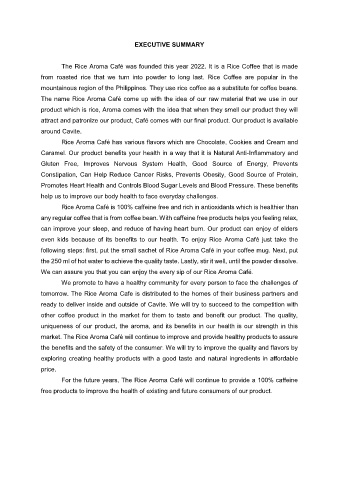 EXECUTIVE SUMMARY
The Rice Aroma Café was founded this year 2022. It is a Rice Coffee that is made
from roasted rice that we turn into powder to long last. Rice Coffee are popular in the
mountainous region of the Philippines. They use rice coffee as a substitute for coffee beans.
The name Rice Aroma Café come up with the idea of our raw material that we use in our
product which is rice, Aroma comes with the idea that when they smell our product they will
attract and patronize our product, Café comes with our final product. Our product is available
around Cavite.
Rice Aroma Café has various flavors which are Chocolate, Cookies and Cream and
Caramel. Our product benefits your health in a way that it is Natural Anti-Inflammatory and
Gluten Free, Improves Nervous System Health, Good Source of Energy, Prevents
Constipation, Can Help Reduce Cancer Risks, Prevents Obesity, Good Source of Protein,
Promotes Heart Health and Controls Blood Sugar Levels and Blood Pressure. These benefits
help us to improve our body health to face everyday challenges.
Rice Aroma Café is 100% caffeine free and rich in antioxidants which is healthier than
any regular coffee that is from coffee bean. With caffeine free products helps you feeling relax,
can improve your sleep, and reduce of having heart burn. Our product can enjoy of elders
even kids because of its benefits to our health. To enjoy Rice Aroma Café just take the
following steps: first, put the small sachet of Rice Aroma Café in your coffee mug. Next, put
the 250 ml of hot water to achieve the quality taste. Lastly, stir it well, until the powder dissolve.
We can assure you that you can enjoy the every sip of our Rice Aroma Café.
We promote to have a healthy community for every person to face the challenges of
tomorrow. The Rice Aroma Cafe is distributed to the homes of their business partners and
ready to deliver inside and outside of Cavite. We will try to succeed to the competition with
other coffee product in the market for them to taste and benefit our product. The quality,
uniqueness of our product, the aroma, and its benefits in our health is our strength in this
market. The Rice Aroma Café will continue to improve and provide healthy products to assure
the benefits and the safety of the consumer. We will try to improve the quality and flavors by
exploring creating healthy products with a good taste and natural ingredients in affordable
price.
For the future years, The Rice Aroma Café will continue to provide a 100% caffeine
free products to improve the health of existing and future consumers of our product.